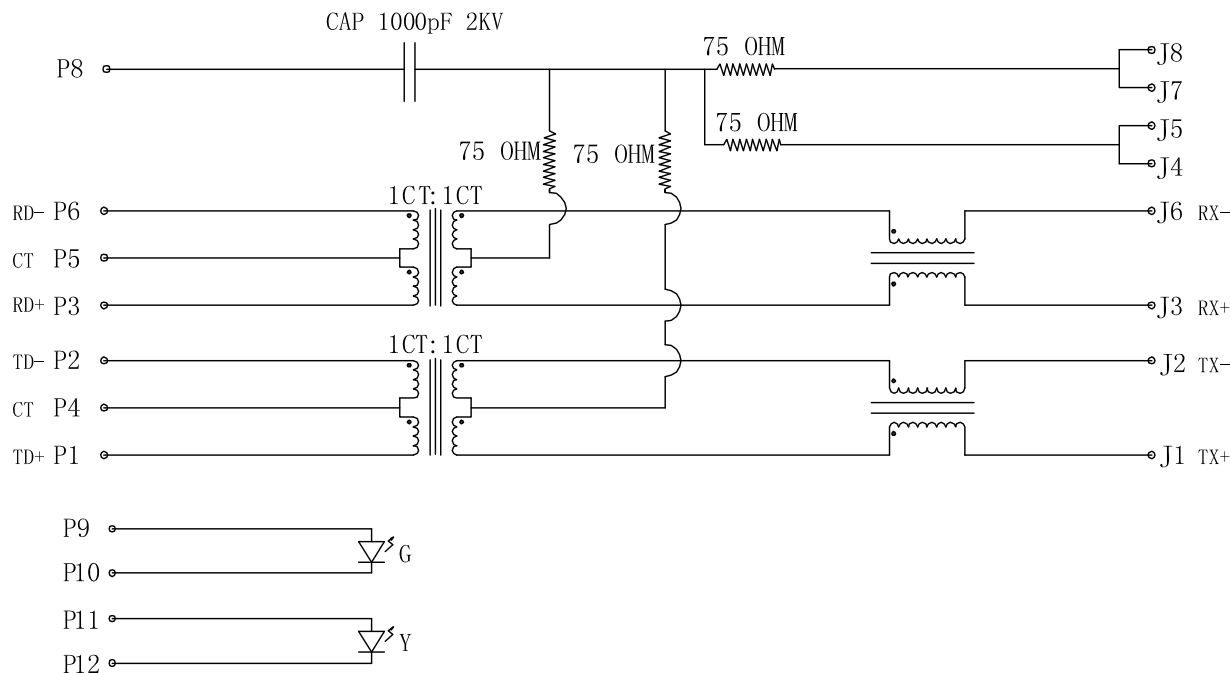 CAP 1000pF 2KV
P8
75 OHM
J8
J7
75 OHM
J5
J4
75 OHM
75 OHM
1CT:1CT
RD- P6
J6 RX-
CT P5
RD+ P3
J3 RX+
1CT:1CT
TD- P2
J2 TX-
CT P4
TD+ P1
J1 TX+
P9
G
P10
P11
Y
P12